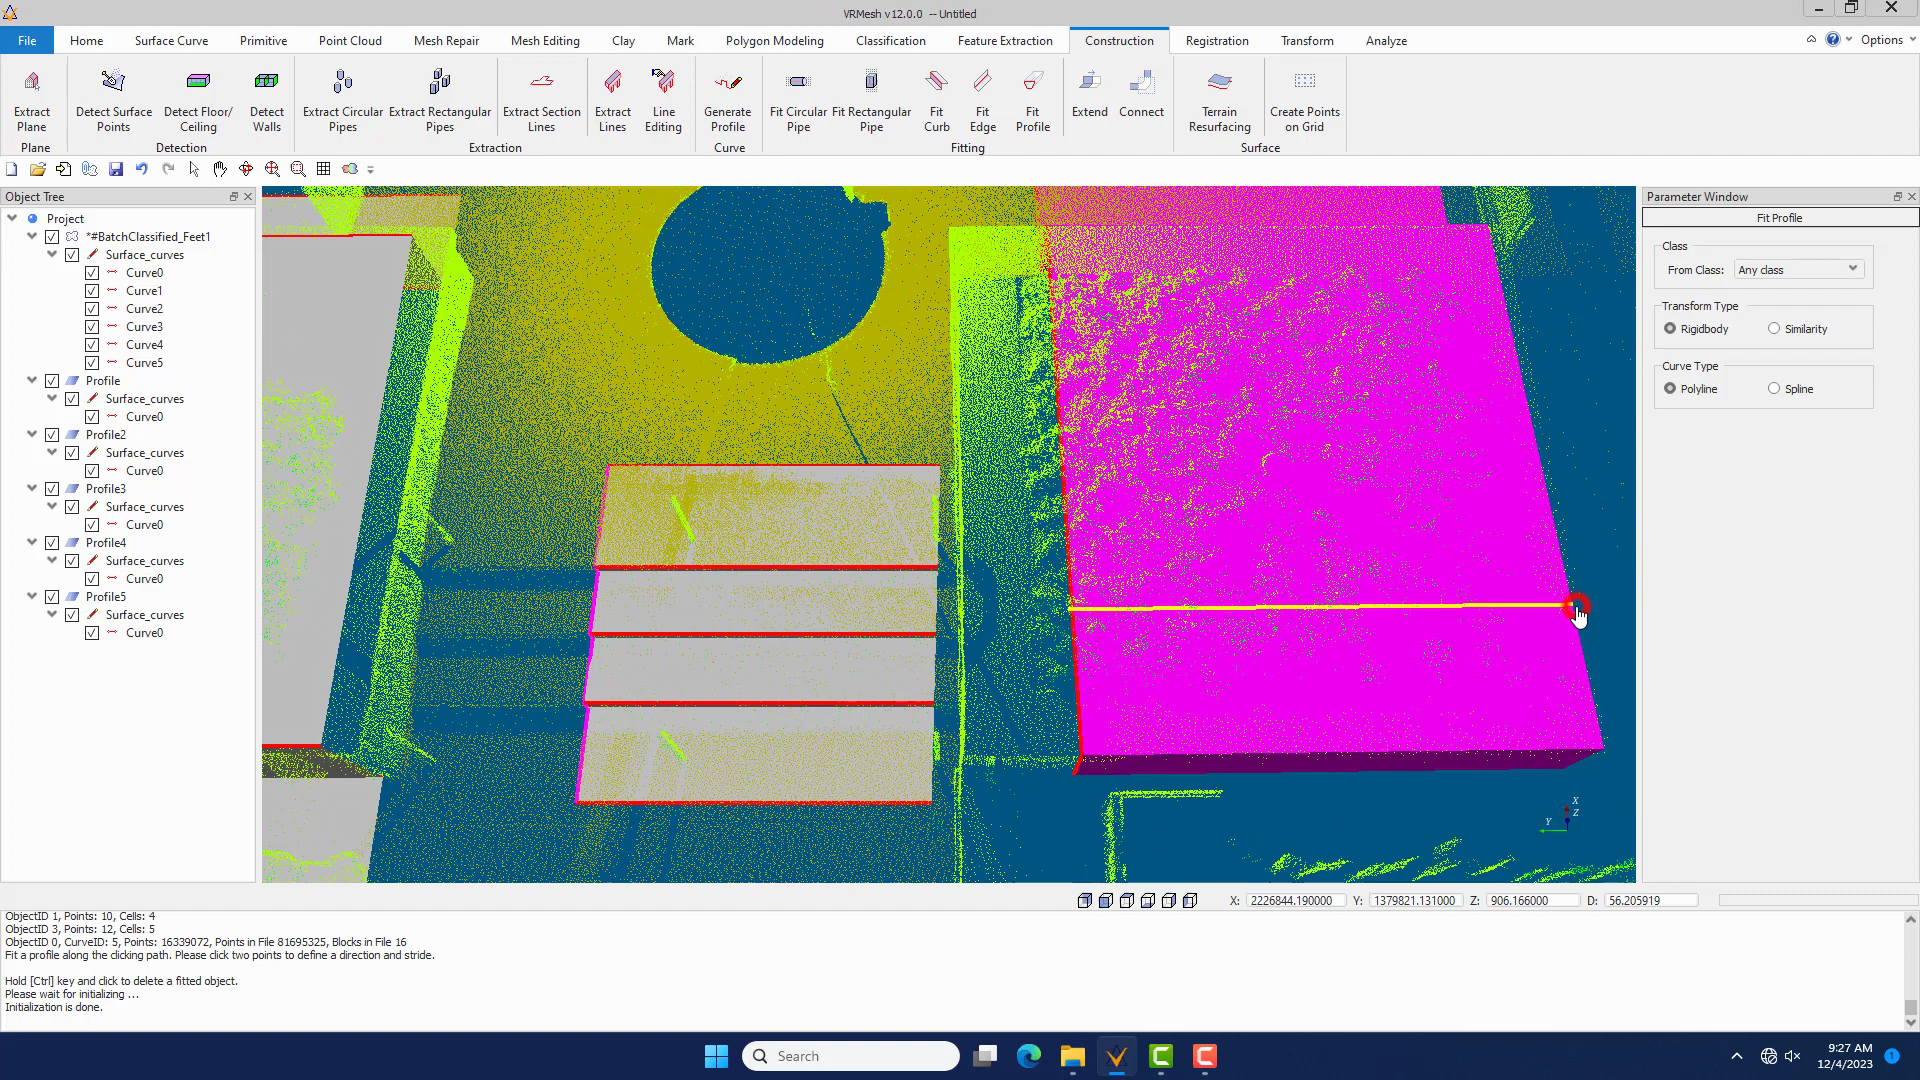 VRMesh v12.0.0 -- Untitled
File Home Surface Curve Primitive Point Cloud Mesh Repair Mesh Editing Clay Mark Polygon Modeling Classification Feature Extraction Construction Registration Transform Analyze Options
Extract Plane
Detect Surface Points
Detect Floor/ Ceiling
Detect Walls
Extract Circular Pipes
Extract Rectangular Pipes
Extract Section Lines
Extract Lines
Line Editing
Generate Profile
Fit Circular Pipe
Fit Rectangular Pipe
Fit Curb
Fit Edge
Fit Profile
Extend
Connect
Terrain Resurfacing
Create Points on Grid
Plane Detection Extraction Curve Fitting Surface
Object Tree
Project
*#BatchClassified_Feet1
Surface_curves
Curve0
Curve1
Curve2
Curve3
Curve4
Curve5
Profile
Surface_curves
Curve0
Profile2
Surface_curves
Curve0
Profile3
Surface_curves
Curve0
Profile4
Surface_curves
Curve0
Profile5
Surface_curves
Curve0
X
Z
Y
Parameter Window
Fit Profile
Class
From Class: Any class
Transform Type
Rigidbody Similarity
Curve Type
Polyline Spline
X: 2226844.190000 Y: 1379821.131000 Z: 906.166000 D: 56.205919
ObjectID 1, Points: 10, Cells: 4
ObjectID 3, Points: 12, Cells: 5
ObjectID 0, CurveID: 5, Points: 16339072, Points in File 81695325, Blocks in File 16
Fit a profile along the clicking path. Please click two points to define a direction and stride.
Hold [Ctrl] key and click to delete a fitted object.
Please wait for initializing ...
Initialization is done.
Search
9:27 AM
12/4/2023
1